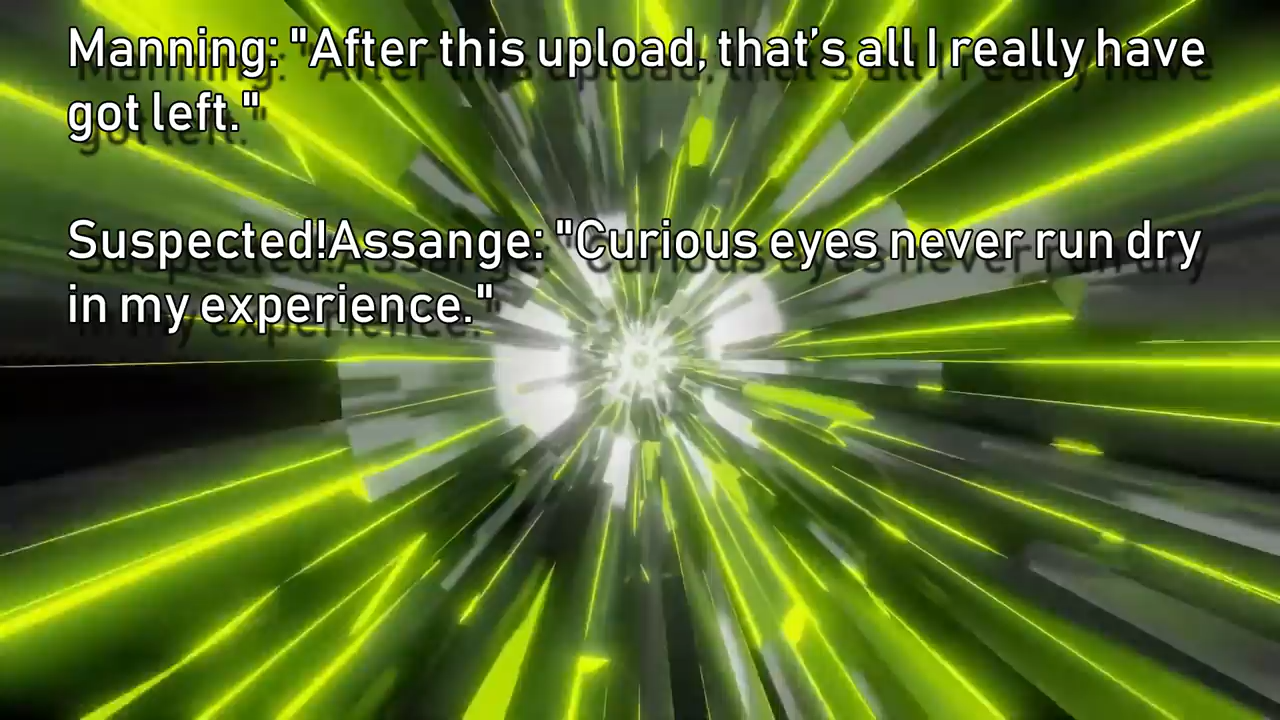 Manning: "After this upload, that’s all I really have
got left."
Suspected!Assange: "Curious eyes never run dry
in my experience."